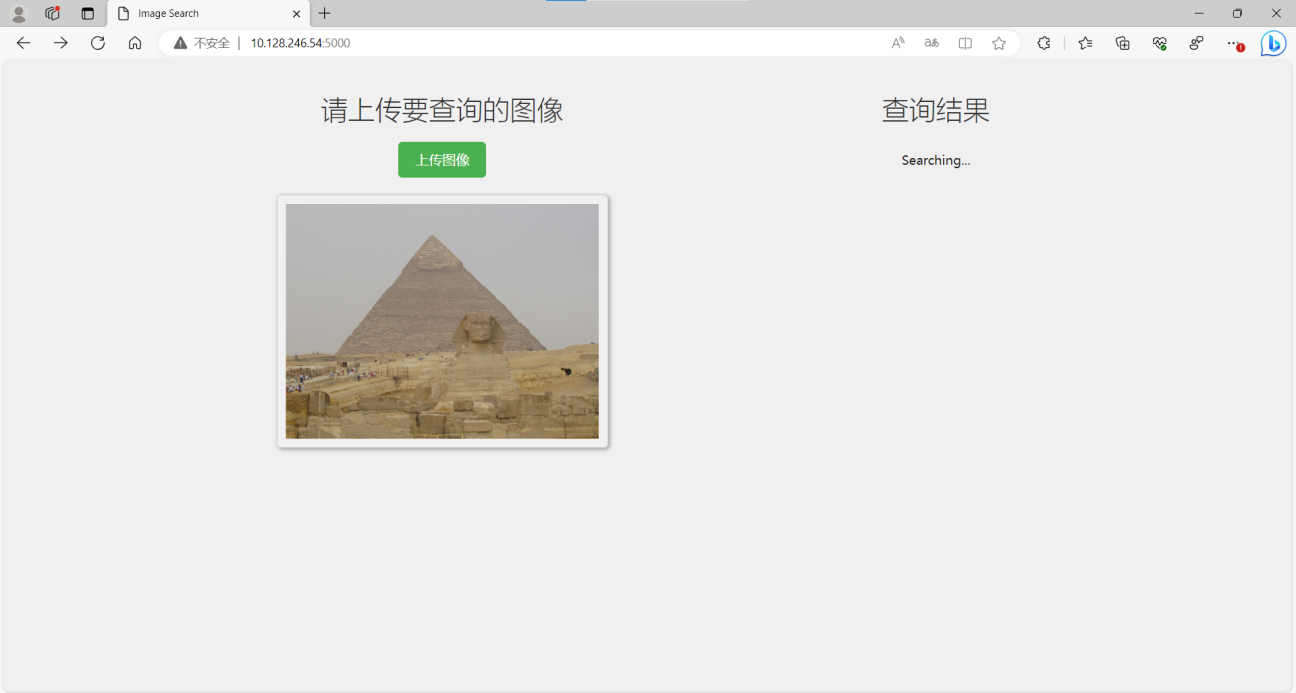 Image Search
不安全
10.128.246.54:5000
请上传要查询的图像
上传图像
查询结果
Searching...